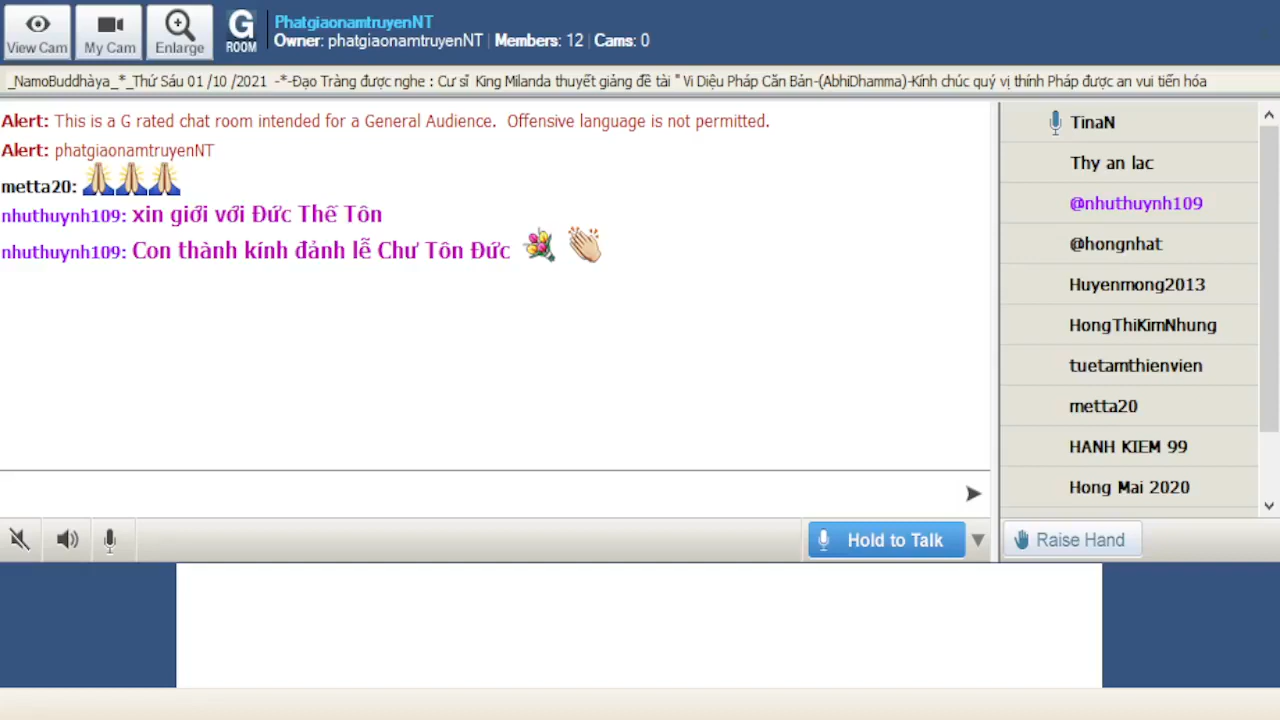 View Cam
My Cam
Enlarge
G
ROOM
PhatgiaonamtruyenNT
Owner: phatgiaonamtruyenNT | Members: 12 | Cams: 0
_NamoBuddhàya_*_Thứ Sáu 01 /10 /2021 -*-Đạo Tràng được nghe : Cư sĩ King Milanda thuyết giảng đề tài " Vi Diệu Pháp Căn Bản-(AbhiDhamma)-Kính chúc quý vị thính Pháp được an vui tiến hóa
Alert: This is a G rated chat room intended for a General Audience. Offensive language is not permitted.
Alert: phatgiaonamtruyenNT
metta20:
nhuthuynh109: xin giới với Đức Thế Tôn
nhuthuynh109: Con thành kính đảnh lễ Chư Tôn Đức
TinaN
Thy an lac
@nhuthuynh109
@hongnhat
Huyenmong2013
HongThiKimNhung
tuetamthienvien
metta20
HANH KIEM 99
Hong Mai 2020
Hold to Talk
Raise Hand